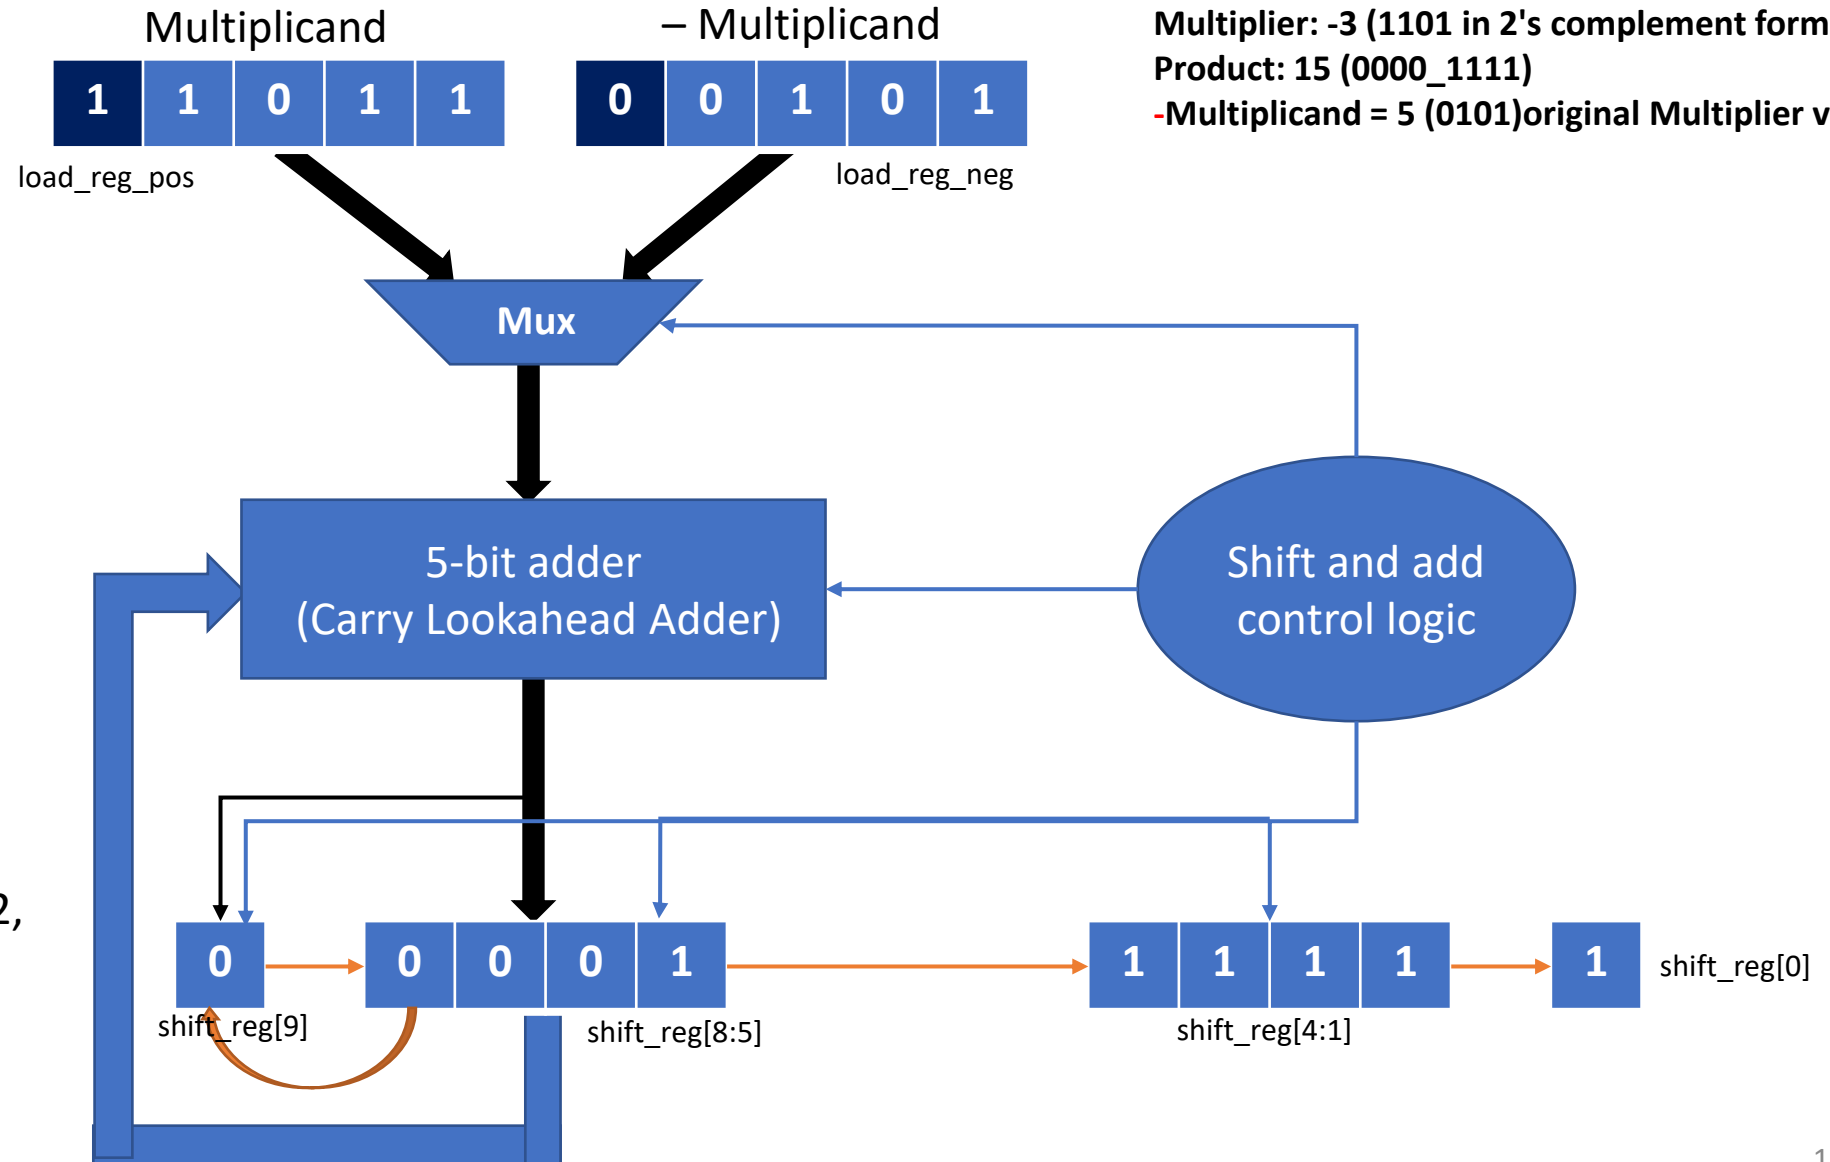 Multiplicand
– Multiplicand
Multiplier: -3 (1101 in 2's complement form
Product: 15 (0000_1111)
-Multiplicand = 5 (0101)original Multiplier v
1 1 0 1 1
0 0 1 0 1
load_reg_pos
load_reg_neg
Mux
5-bit adder
(Carry Lookahead Adder)
Shift and add
control logic
2,
0
0 0 0 1
1 1 1 1
1
shift_reg[0]
shift_reg[9]
shift_reg[8:5]
shift_reg[4:1]